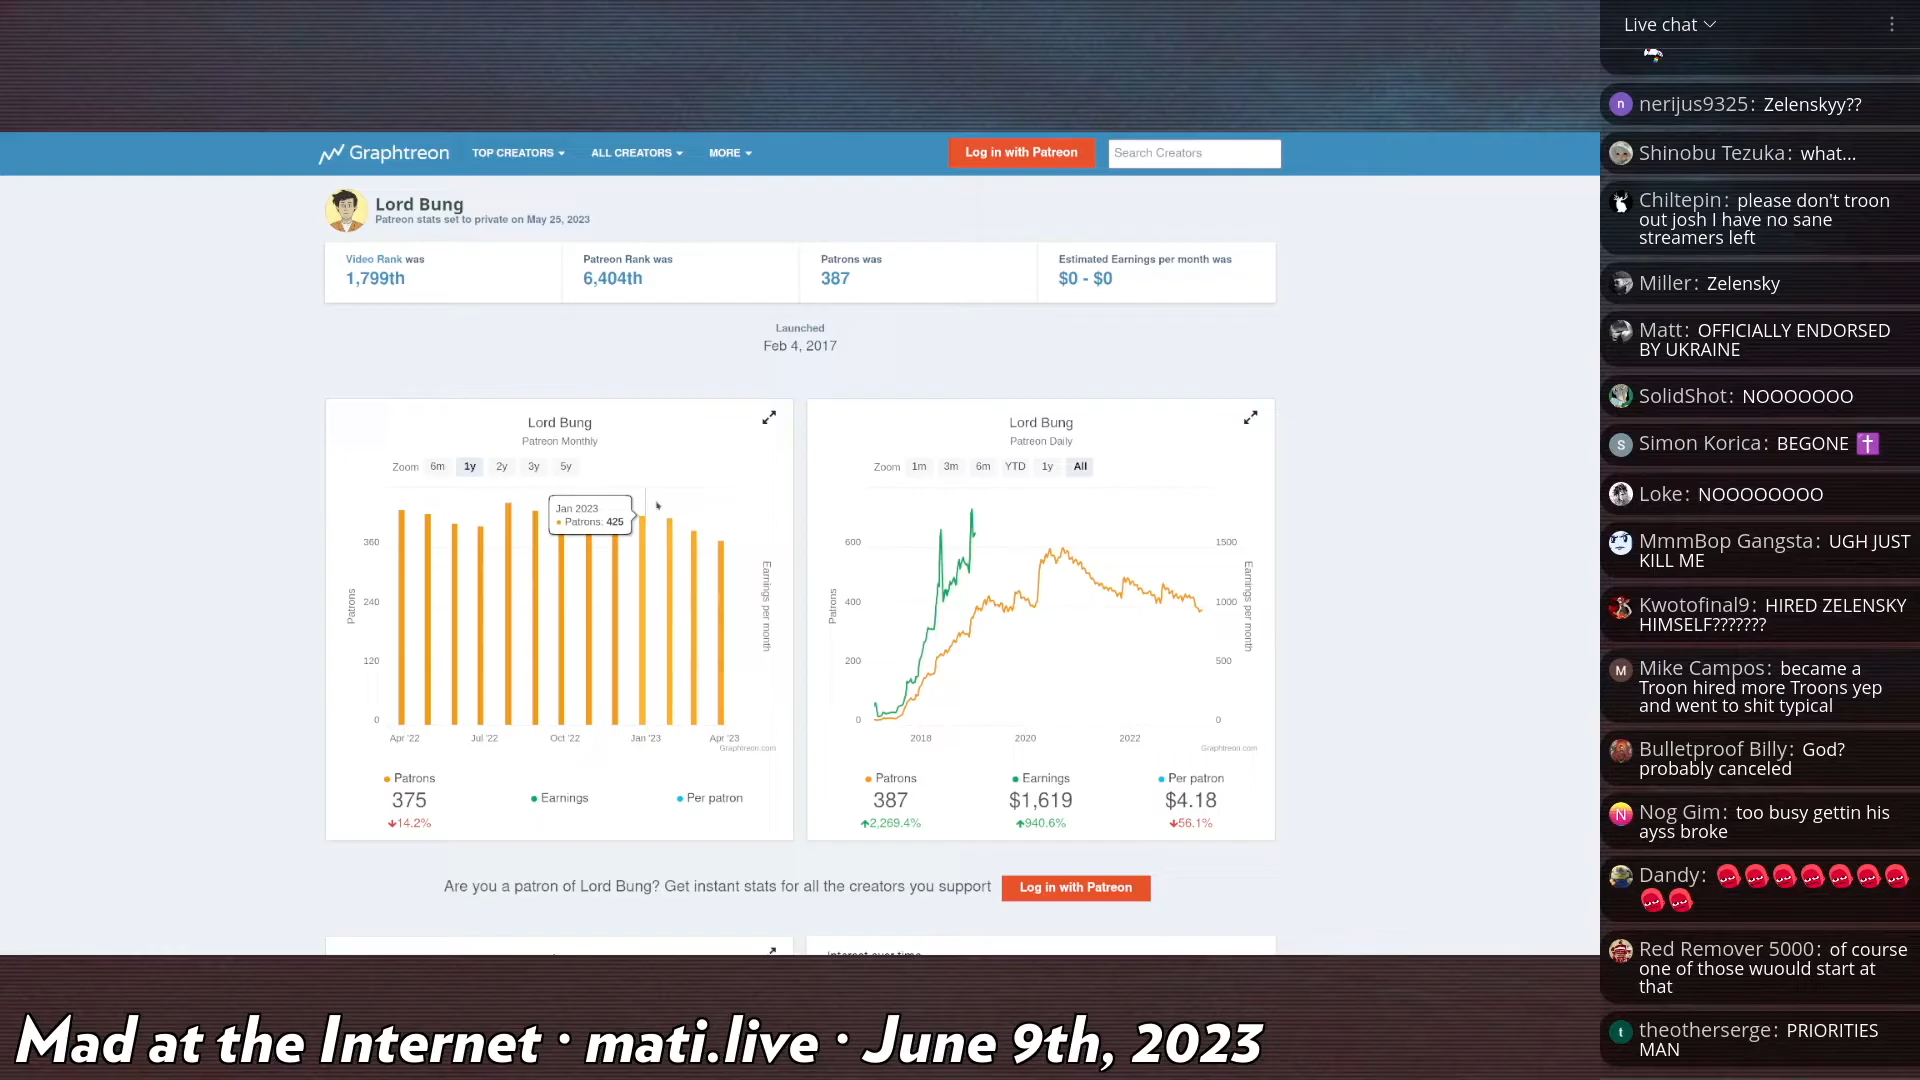 Graphtreon
TOP CREATORS
ALL CREATORS
MORE
Log in with Patreon
Search Creators
Lord Bung
Patreon stats set to private on May 25, 2023
Video Rank was
1,799th
Patreon Rank was
6,404th
Patrons was
387
Estimated Earnings per month was
$0 - $0
Launched
Feb 4, 2017
Lord Bung
Patreon Monthly
Zoom 6m 1y 2y 3y 5y
Jan 2023
Patrons: 425
360
240
120
0
Patrons
Earnings per month
Apr '22 Jul '22 Oct '22 Jan '23 Apr '23
Graphtreon.com
Patrons
375
14.2%
Earnings
Per patron
Lord Bung
Patreon Daily
Zoom 1m 3m 6m YTD 1y All
600
400
200
0
Patrons
1500
1000
500
0
Earnings per month
2018 2020 2022
Graphtreon.com
Patrons
387
2,269.4%
Earnings
$1,619
940.6%
Per patron
$4.18
56.1%
Are you a patron of Lord Bung? Get instant stats for all the creators you support
Log in with Patreon
Mad at the Internet · mati.live · June 9th, 2023
Live chat
nerijus9325: Zelenskyy??
Shinobu Tezuka: what...
Chiltepin: please don't troon
out josh I have no sane
streamers left
Miller: Zelensky
Matt: OFFICIALLY ENDORSED
BY UKRAINE
SolidShot: NOOOOOOO
Simon Korica: BEGONE
Loke: NOOOOOOOO
MmmBop Gangsta: UGH JUST
KILL ME
Kwotofinal9: HIRED ZELENSKY
HIMSELF???????
Mike Campos: became a
Troon hired more Troons yep
and went to shit typical
Bulletproof Billy: God?
probably canceled
Nog Gim: too busy gettin his
ayss broke
Dandy:
Red Remover 5000: of course
one of those wuould start at
that
theotherserge: PRIORITIES
MAN